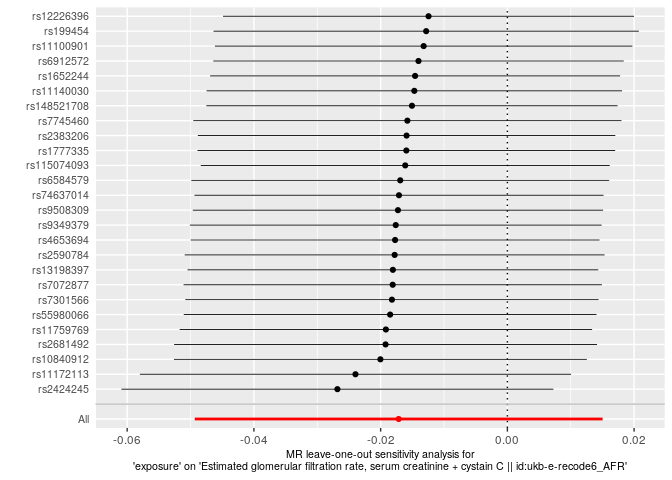 rs12226396
rs199454
rs11100901
rs6912572
rs1652244
rs11140030
rs148521708
rs7745460
rs2383206
rs1777335
rs115074093
rs6584579
rs74637014
rs9508309
rs9349379
rs4653694
rs2590784
rs13198397
rs7072877
rs7301566
rs55980066
rs11759769
rs2681492
rs10840912
rs11172113
rs2424245
All
-0.06 -0.04 -0.02 0.00 0.02
MR leave-one-out sensitivity analysis for
'exposure' on 'Estimated glomerular filtration rate, serum creatinine + cystain C || id:ukb-e-recode6_AFR'